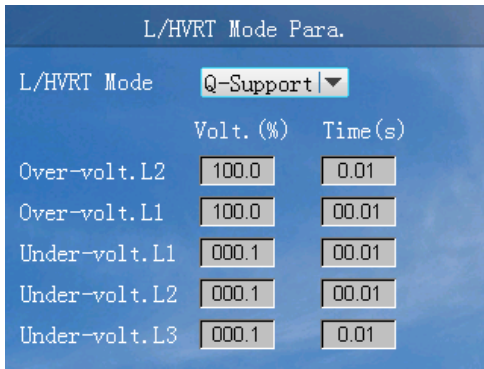 L/HVRT Mode Para.
L/HVRT Mode Q-Support
Volt.(%) Time(s)
Over-volt.L2 100.0 0.01
Over-volt.L1 100.0 00.01
Under-volt.L1 000.1 00.01
Under-volt.L2 000.1 00.01
Under-volt.L3 000.1 0.01